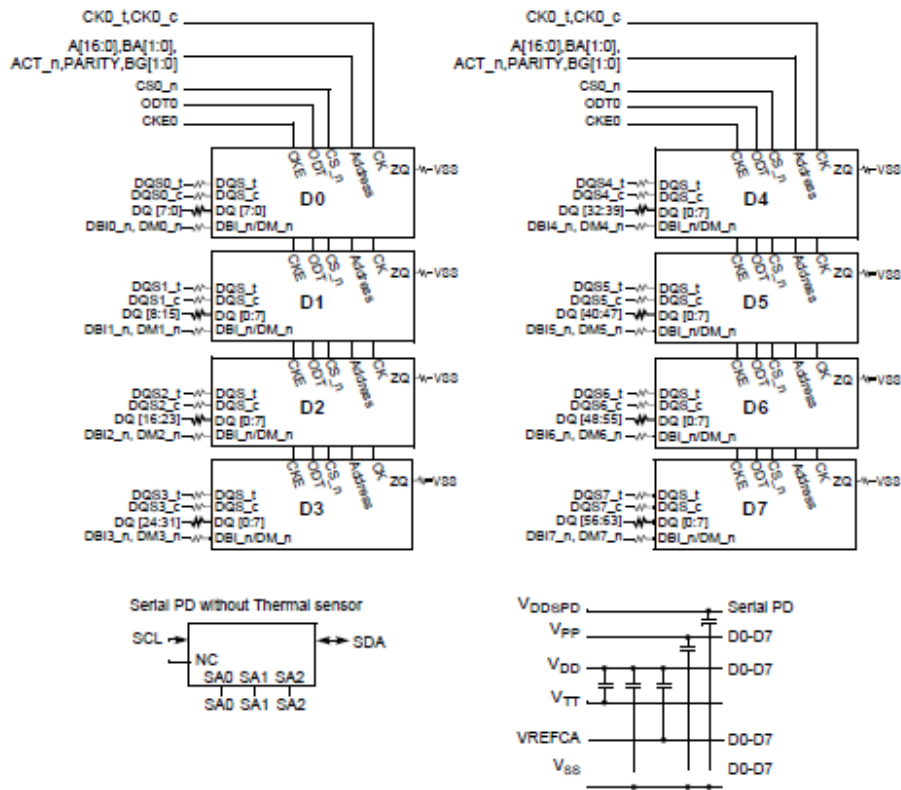 CK0_t,CK0_c
A[16:0],BA[1:0],
ACT_n,PARITY,BG[1:0]
CS0_n
ODT0
CKE0
CKE ODT CS_n Address CK ZQ VSS
DQS0_t DQS_t
DQS0_c DQS_c
D0
DQ [7:0] DQ [7:0]
DBI0_n, DM0_n DBI_n/DM_n
CKE ODT CS_n Address CK ZQ VSS
DQS1_t DQS_t
DQS1_c DQS_c
D1
DQ [8:15] DQ [0:7]
DBI1_n, DM1_n DBI_n/DM_n
CKE ODT CS_n Address CK ZQ VSS
DQS2_t DQS_t
DQS2_c DQS_c
D2
DQ [16:23] DQ [0:7]
DBI2_n, DM2_n DBI_n/DM_n
CKE ODT CS_n Address CK ZQ VSS
DQS3_t DQS_t
DQS3_c DQS_c
D3
DQ [24:31] DQ [0:7]
DBI3_n, DM3_n DBI_n/DM_n
CK0_t,CK0_c
A[16:0],BA[1:0],
ACT_n,PARITY,BG[1:0]
CS0_n
ODT0
CKE0
CKE ODT CS_n Address CK ZQ VSS
DQS4_t DQS_t
DQS4_c DQS_c
D4
DQ [32:39] DQ [0:7]
DBI4_n, DM4_n DBI_n/DM_n
CKE ODT CS_n Address CK ZQ VSS
DQS5_t DQS_t
DQS5_c DQS_c
D5
DQ [40:47] DQ [0:7]
DBI5_n, DM5_n DBI_n/DM_n
CKE ODT CS_n Address CK ZQ VSS
DQS6_t DQS_t
DQS6_c DQS_c
D6
DQ [48:55] DQ [0:7]
DBI6_n, DM6_n DBI_n/DM_n
CKE ODT CS_n Address CK ZQ VSS
DQS7_t DQS_t
DQS7_c DQS_c
D7
DQ [56:63] DQ [0:7]
DBI7_n, DM7_n DBI_n/DM_n
Serial PD without Thermal sensor
SCL SDA
NC
SA0 SA1 SA2
SA0 SA1 SA2
VDDSPD Serial PD
VPP D0-D7
VDD D0-D7
VTT
VREFCA D0-D7
VSS D0-D7